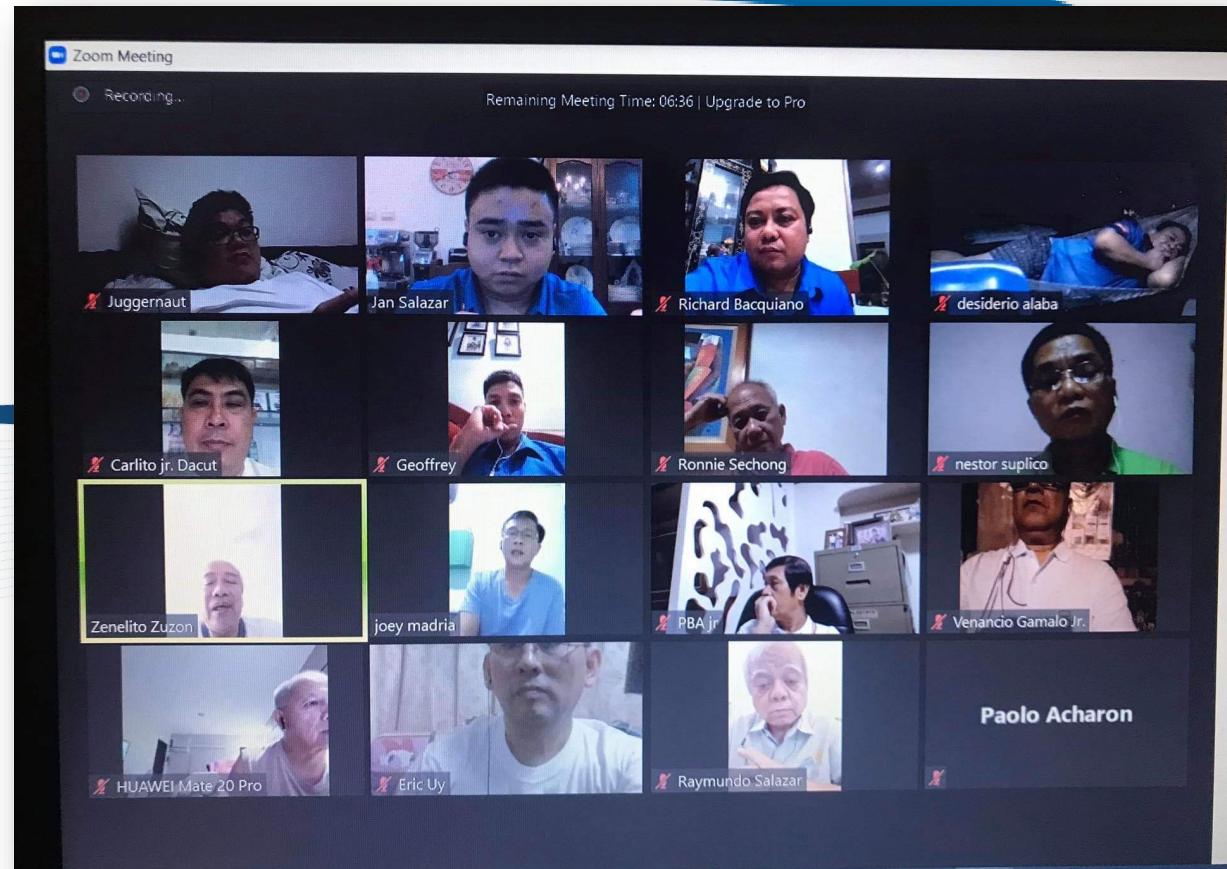 Zoom Meeting
Recording...
Remaining Meeting Time: 06:36 | Upgrade to Pro
Juggernaut
Jan Salazar
Richard Bacquiano
desiderio alaba
Carlito jr. Dacut
Geoffrey
Ronnie Sechong
nestor suplico
Zenelito Zuzon
joey madria
PBA jr
Venancio Gamalo Jr.
HUAWEI Mate 20 Pro
Eric Uy
Raymundo Salazar
Paolo Acharon